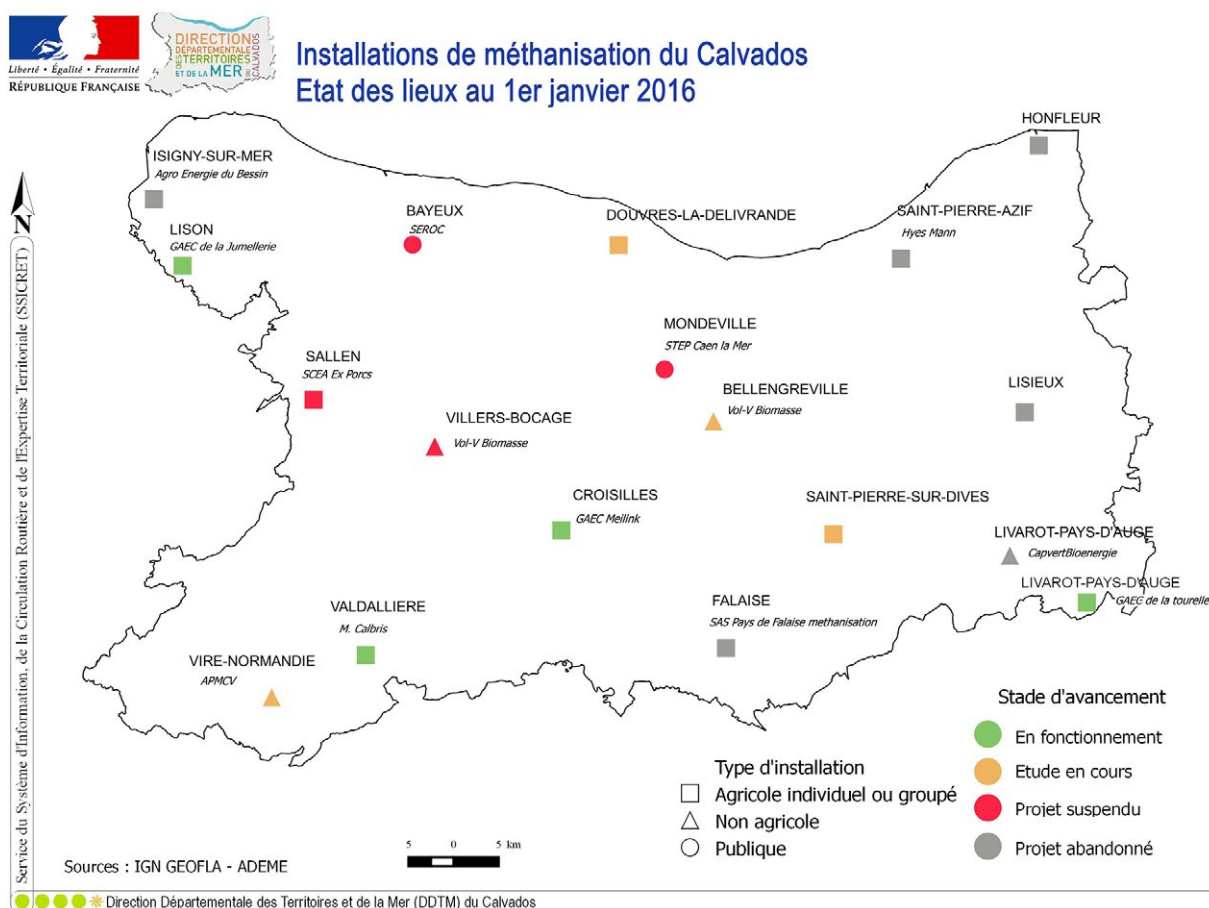 Liberté • Égalité • Fraternité
RÉPUBLIQUE FRANÇAISE
DIRECTION
DÉPARTEMENTALE
DES TERRITOIRES
ET DE LA MER
DU CALVADOS
Installations de méthanisation du Calvados
Etat des lieux au 1er janvier 2016
HONFLEUR
ISIGNY-SUR-MER
Agro Energie du Bessin
LISON
GAEC de la Jumellerie
BAYEUX
SEROC
DOUVRES-LA-DELIVRANDE
SAINT-PIERRE-AZIF
Hyes Mann
MONDEVILLE
STEP Caen la Mer
SALLEN
SCEA Ex Porcs
BELLENGREVILLE
Vol-V Biomasse
LISIEUX
VILLERS-BOCAGE
Vol-V Biomasse
CROISILLES
GAEC Meilink
SAINT-PIERRE-SUR-DIVES
LIVAROT-PAYS-D'AUGE
CapvertBioenergie
LIVAROT-PAYS-D'AUGE
GAEC de la tourelle
VALDALLIERE
M. Calbris
FALAISE
SAS Pays de Falaise methanisation
VIRE-NORMANDIE
APMCV
Stade d'avancement
En fonctionnement
Etude en cours
Projet suspendu
Projet abandonné
Type d'installation
Agricole individuel ou groupé
Non agricole
Publique
5 0 5 km
Sources : IGN GEOFLA - ADEME
N
Service du Système d'Information, de la Circulation Routière et de l'Expertise Territoriale (SSICRET)
Direction Départementale des Territoires et de la Mer (DDTM) du Calvados